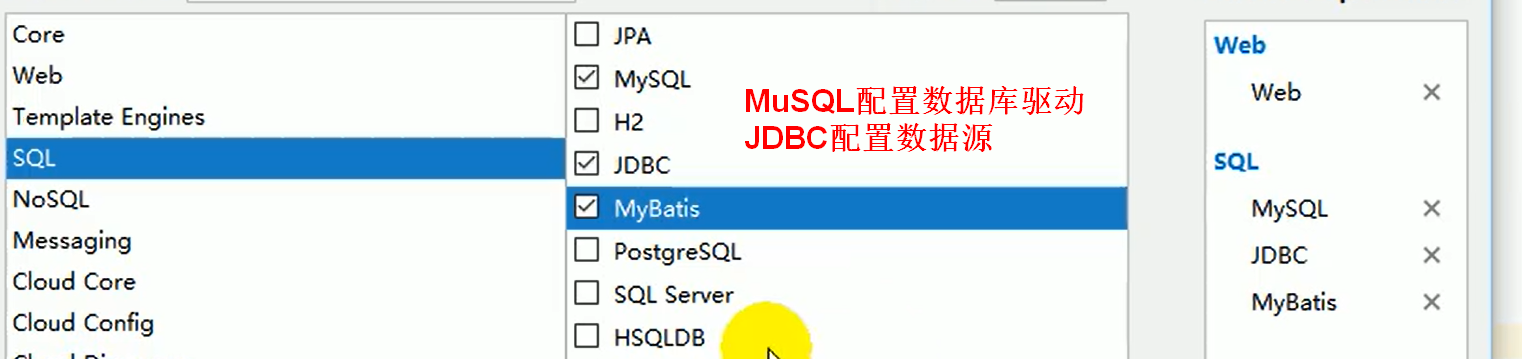 Core
Web
Template Engines
SQL
NoSQL
Messaging
Cloud Core
Cloud Config
JPA
MySQL
H2
JDBC
MyBatis
PostgreSQL
SQL Server
HSQLDB
MuSQL配置数据库驱动
JDBC配置数据源
Web
Web
SQL
MySQL
JDBC
MyBatis